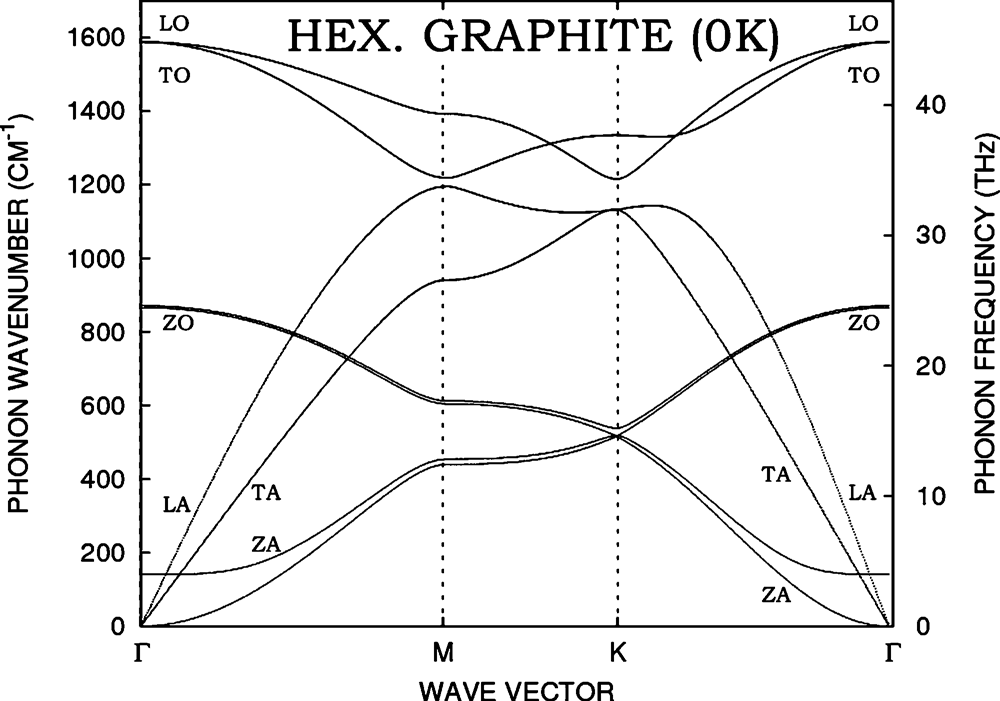 HEX. GRAPHITE (0K)
LO
LO
TO
TO
ZO
ZO
LA
TA
ZA
TA
LA
ZA
PHONON WAVENUMBER (CM-1)
1600
1400
1200
1000
800
600
400
200
0
PHONON FREQUENCY (THz)
40
30
20
10
0
Γ M K Γ
WAVE VECTOR